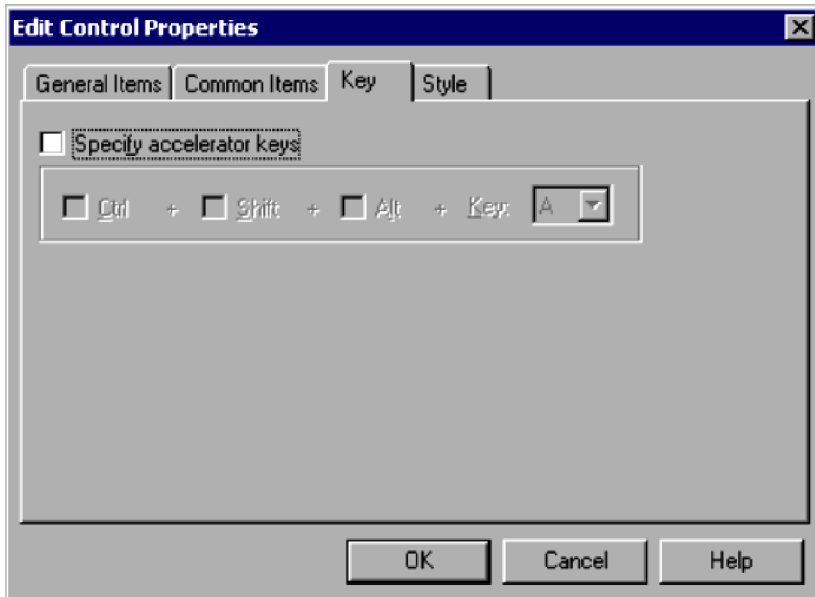 Edit Control Properties
General Items Common Items Key Style
Specify accelerator keys
Ctrl + Shift + Alt + Key: A
OK Cancel Help